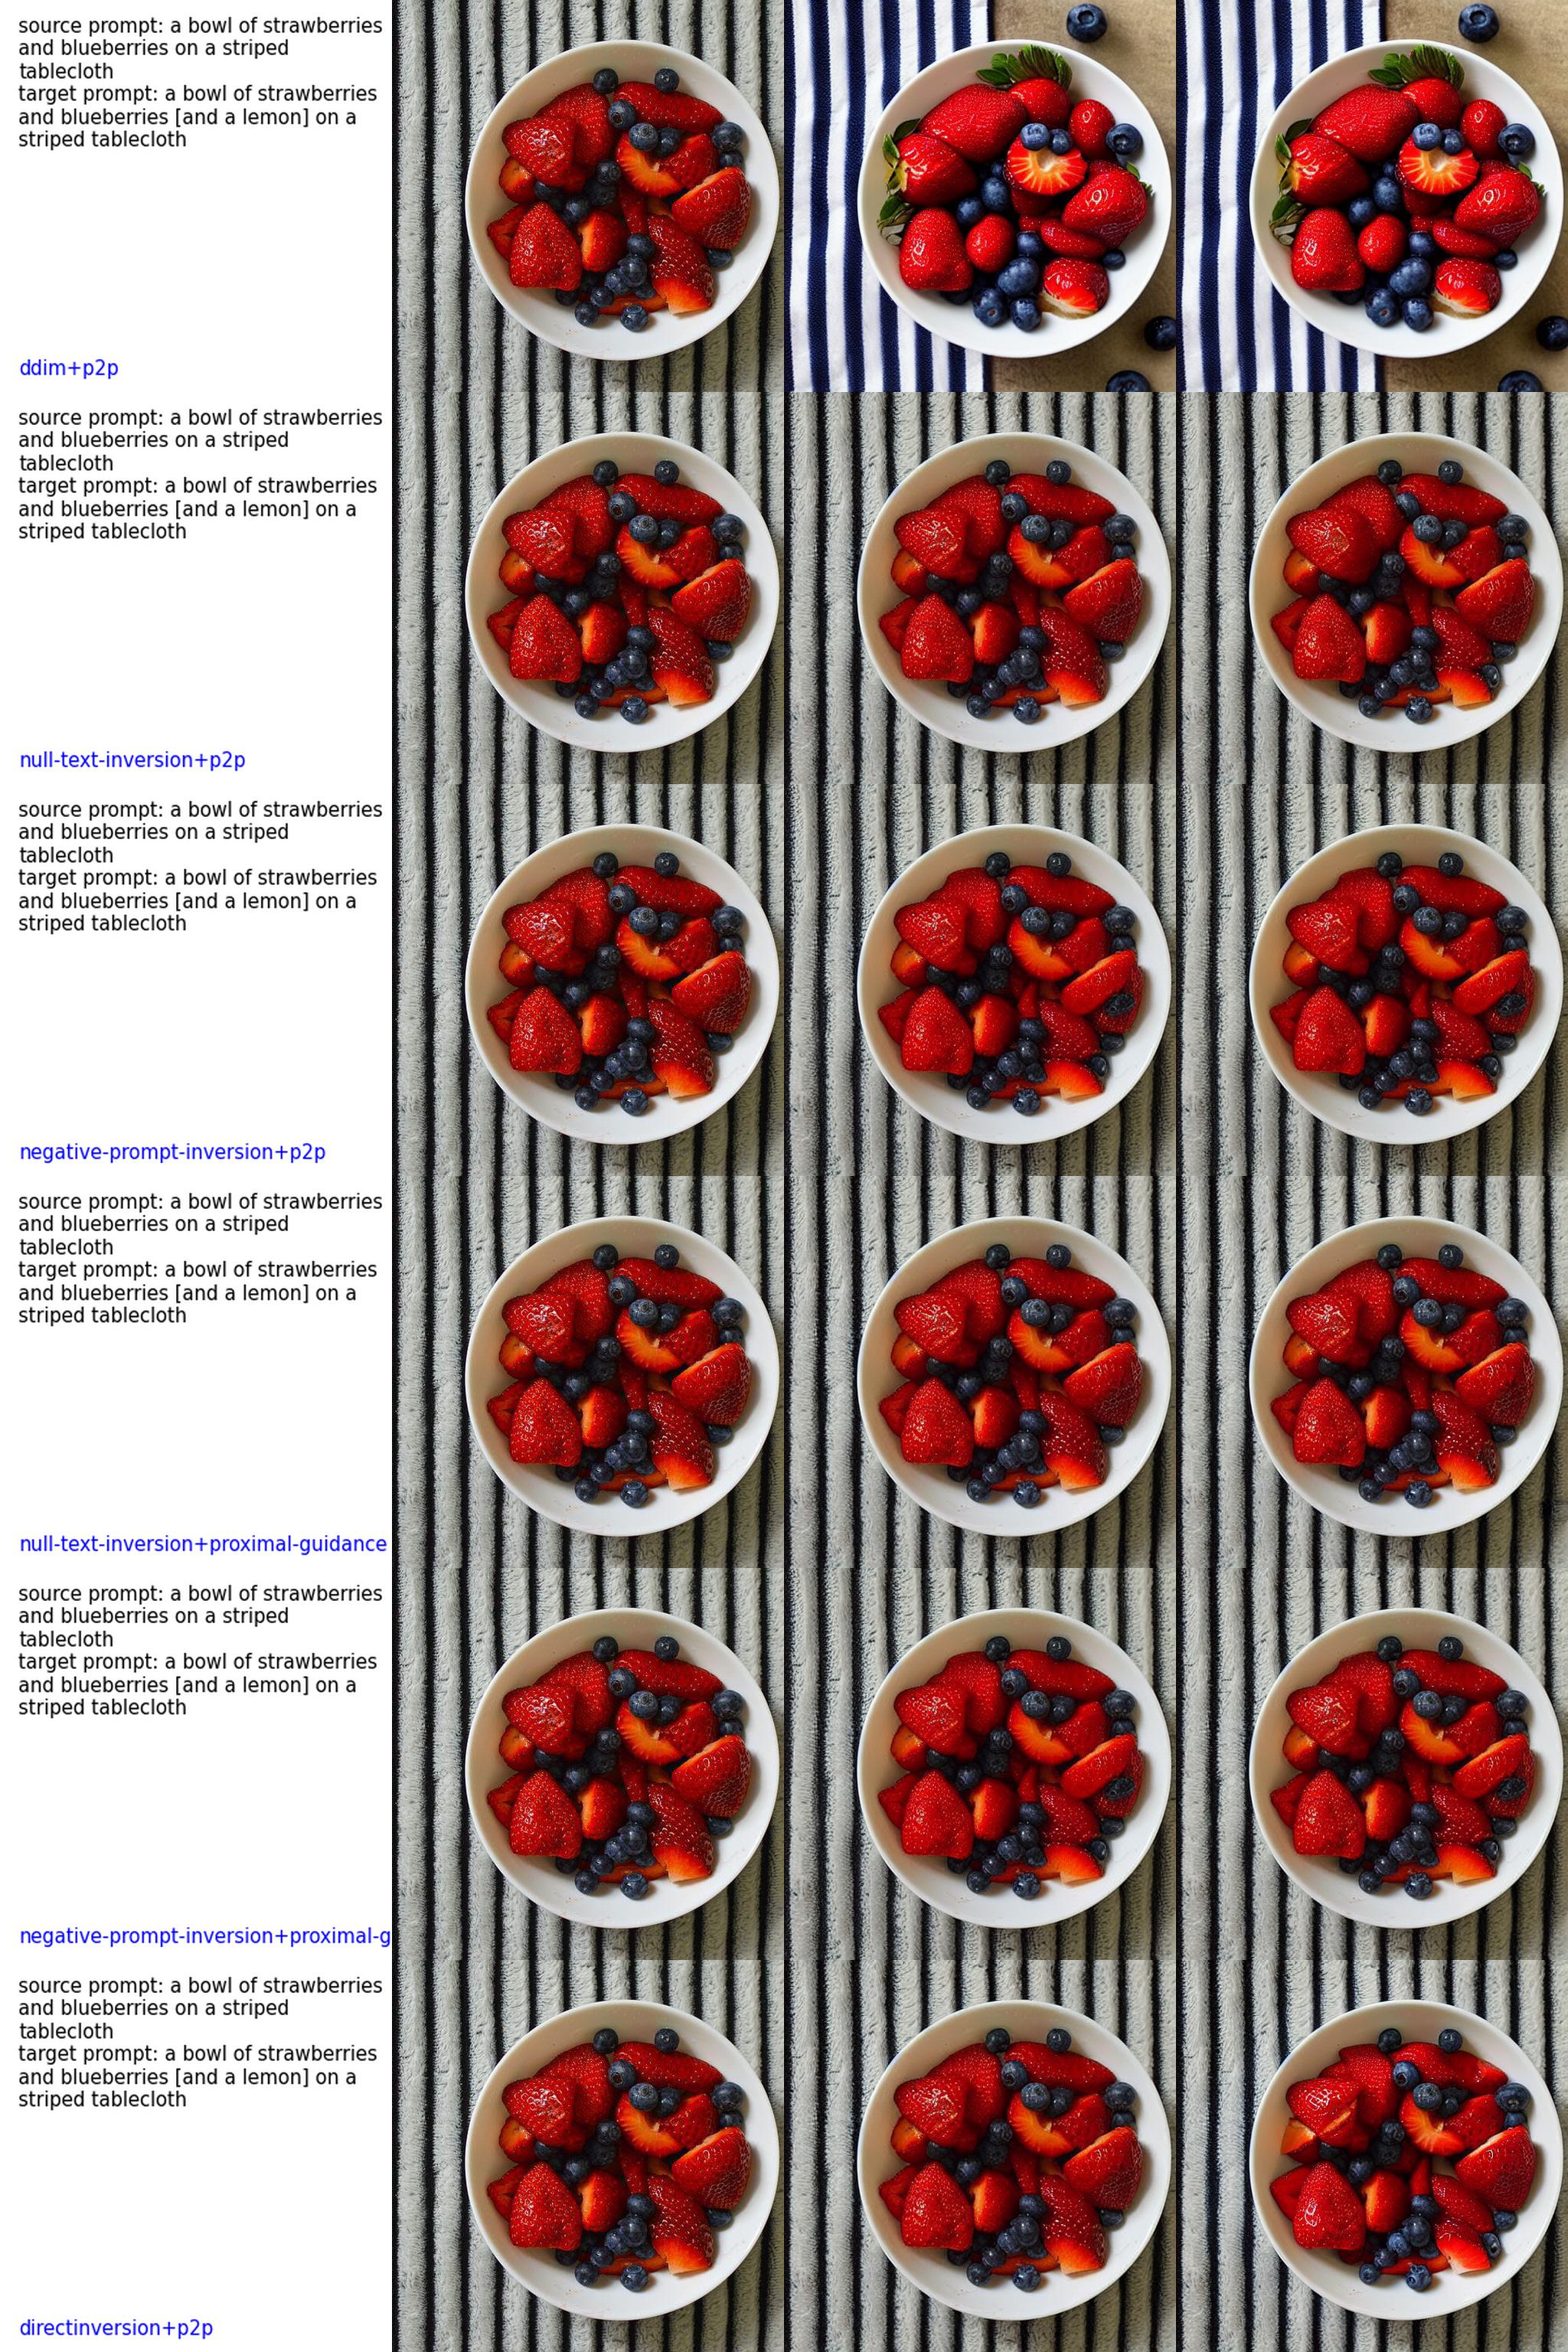 source prompt: a bowl of strawberries
and blueberries on a striped
tablecloth
target prompt: a bowl of strawberries
and blueberries [and a lemon] on a
striped tablecloth
ddim+p2p
source prompt: a bowl of strawberries
and blueberries on a striped
tablecloth
target prompt: a bowl of strawberries
and blueberries [and a lemon] on a
striped tablecloth
null-text-inversion+p2p
source prompt: a bowl of strawberries
and blueberries on a striped
tablecloth
target prompt: a bowl of strawberries
and blueberries [and a lemon] on a
striped tablecloth
negative-prompt-inversion+p2p
source prompt: a bowl of strawberries
and blueberries on a striped
tablecloth
target prompt: a bowl of strawberries
and blueberries [and a lemon] on a
striped tablecloth
null-text-inversion+proximal-guidance
source prompt: a bowl of strawberries
and blueberries on a striped
tablecloth
target prompt: a bowl of strawberries
and blueberries [and a lemon] on a
striped tablecloth
negative-prompt-inversion+proximal-g
source prompt: a bowl of strawberries
and blueberries on a striped
tablecloth
target prompt: a bowl of strawberries
and blueberries [and a lemon] on a
striped tablecloth
directinversion+p2p